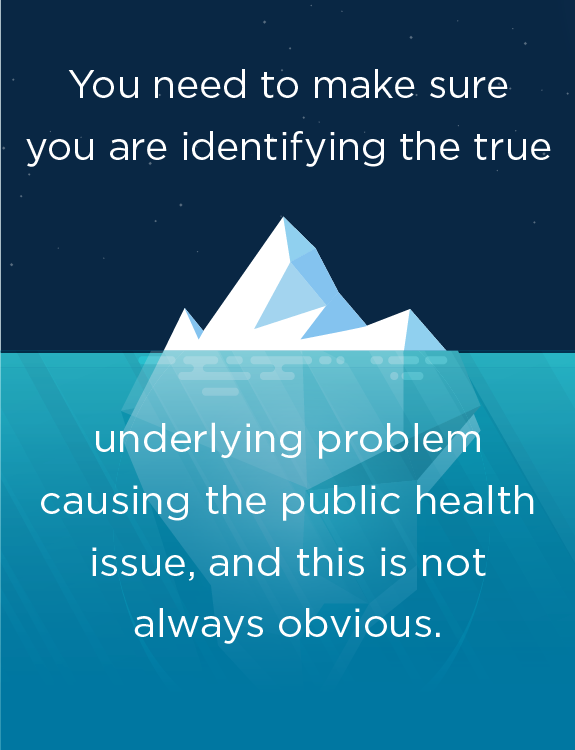 You need to make sure
you are identifying the true
underlying problem
causing the public health
issue, and this is not
always obvious.